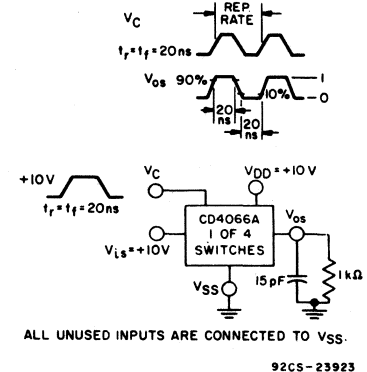 REP.
RATE
VC
tr = tf = 20ns
Vos 90%
1
10%
0
20
ns
20
ns
+10V
tr = tf = 20ns
VC
VDD = +10V
CD4066A
1 OF 4
SWITCHES
Vos
Vis = +10V
VSS
15pF
1kΩ
ALL UNUSED INPUTS ARE CONNECTED TO VSS.
92CS-23923